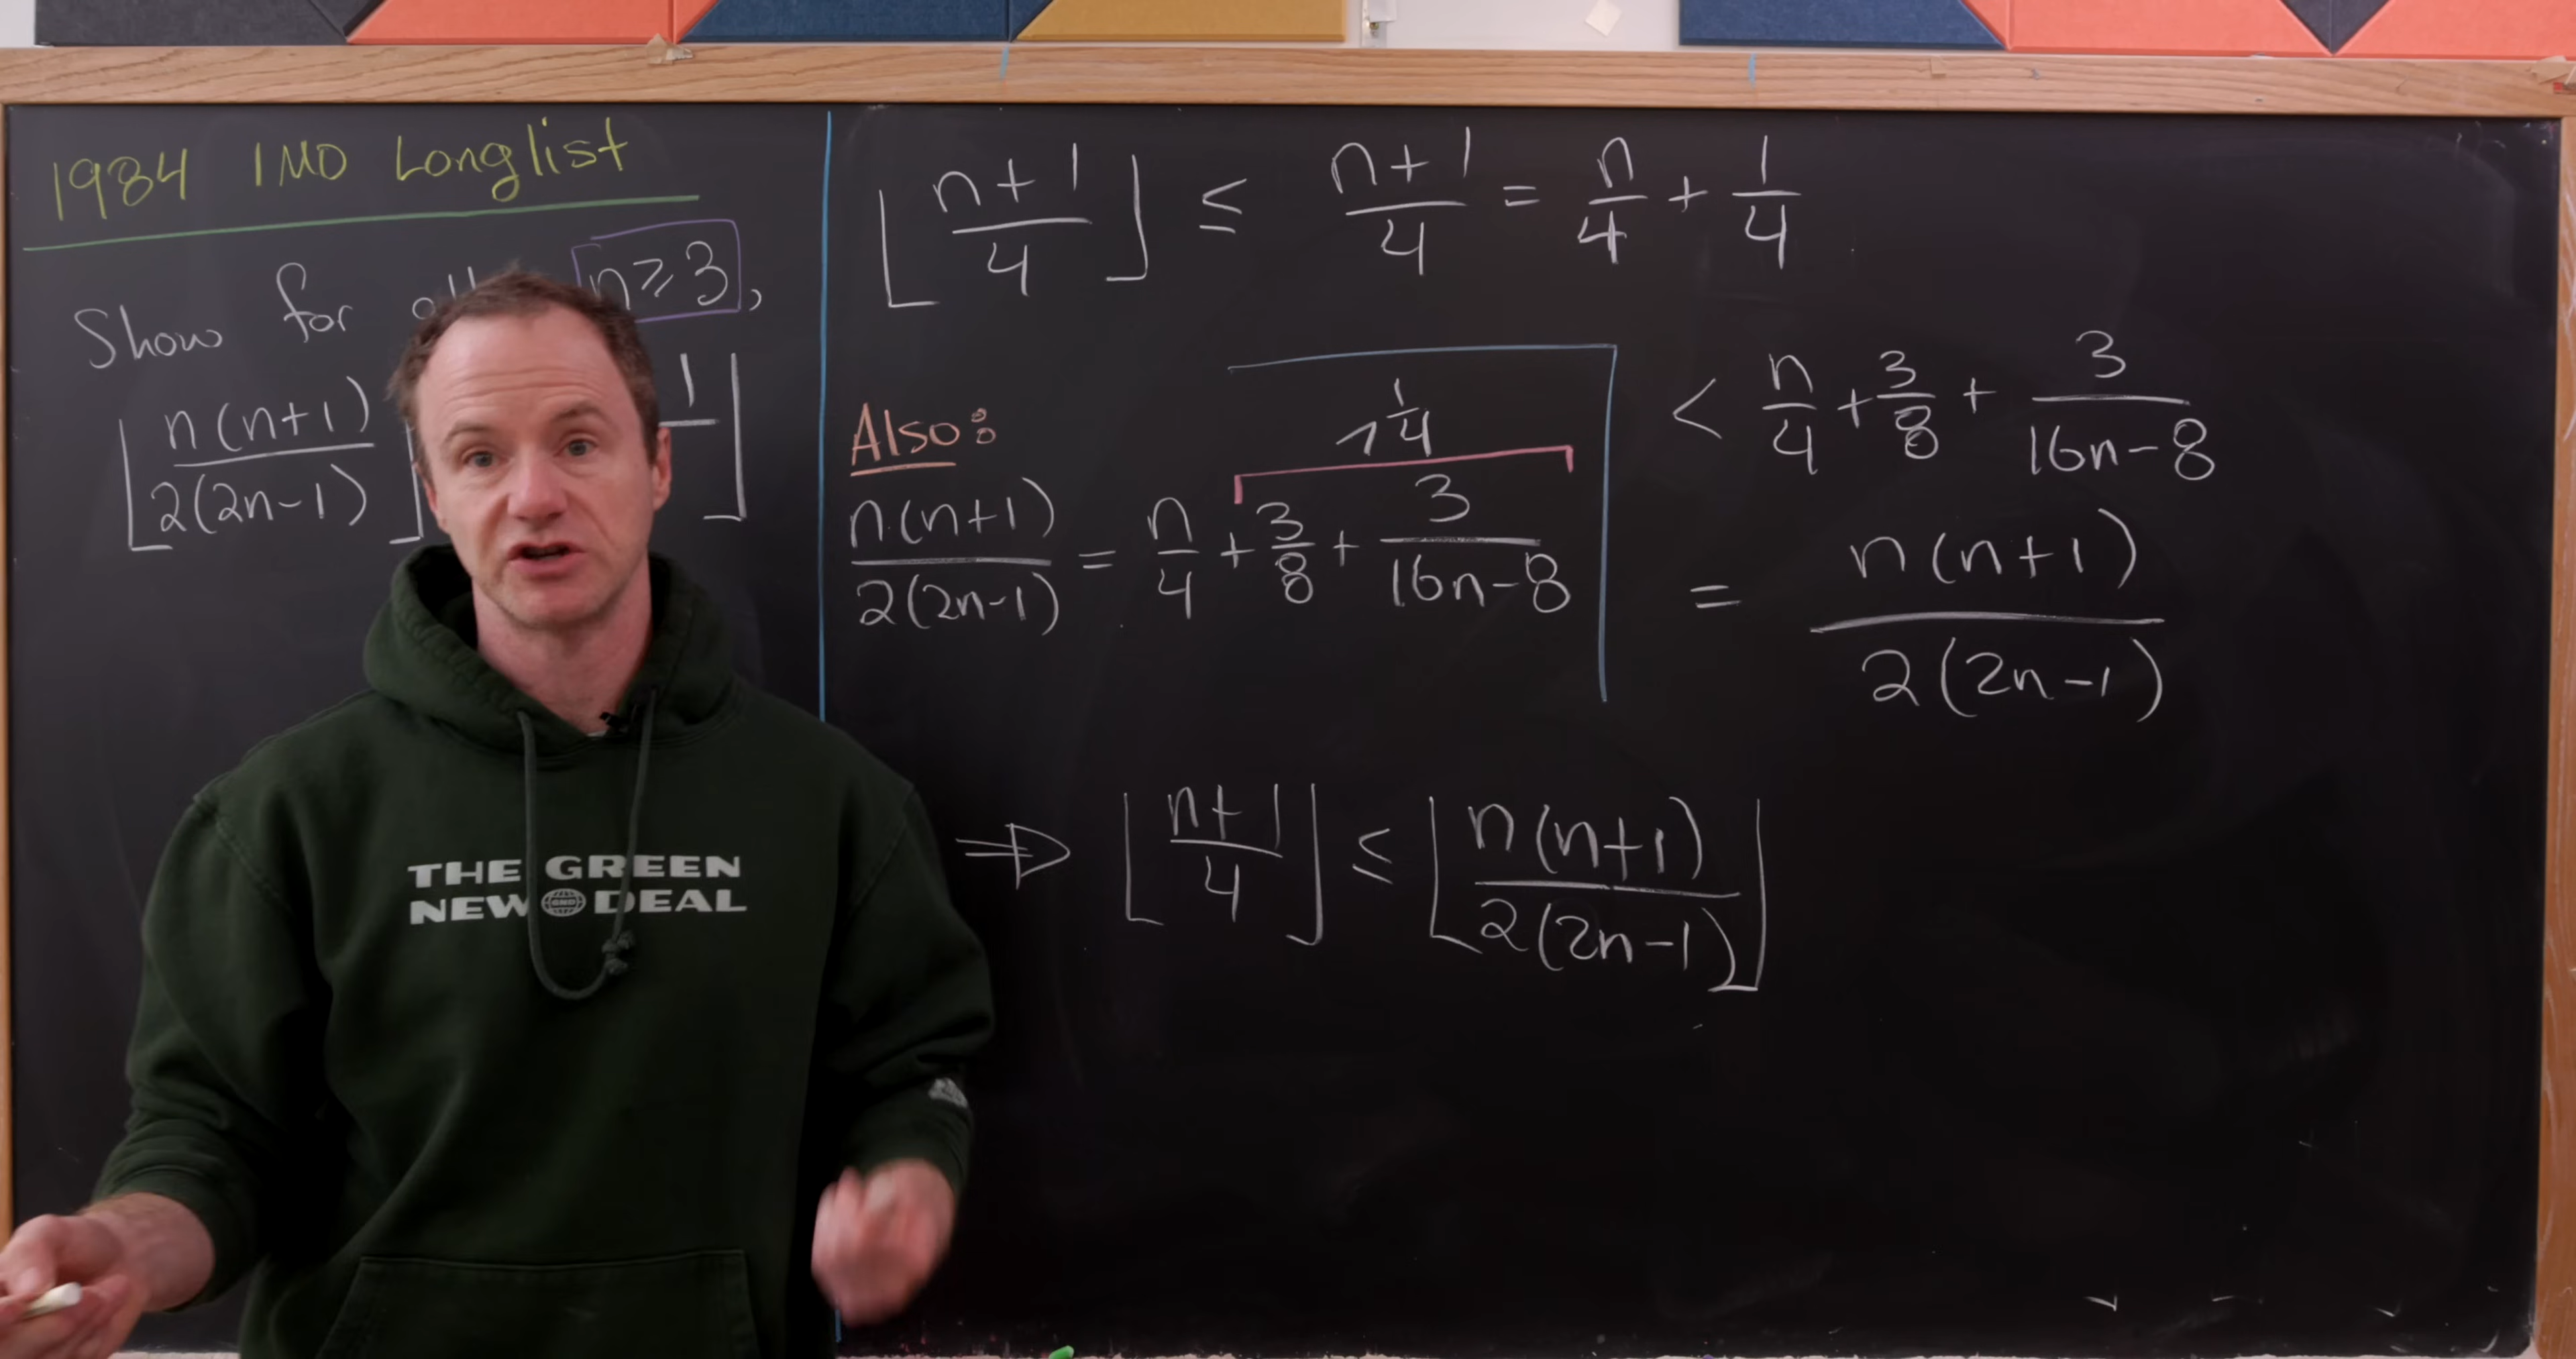 1984 IMO Longlist
Show for n≥3,
⌊n(n+1)/2(2n-1)⌋ 1⌋
⌊(n+1)/4⌋ ≤ (n+1)/4 = n/4 + 1/4
< n/4 + 3/8 + 3/(16n-8)
Also:
1/4
n(n+1)/2(2n-1) = n/4 + 3/8 + 3/(16n-8)
= n(n+1)/2(2n-1)
⇒ ⌊(n+1)/4⌋ ≤ ⌊n(n+1)/2(2n-1)⌋
THE GREEN
NEW GND DEAL